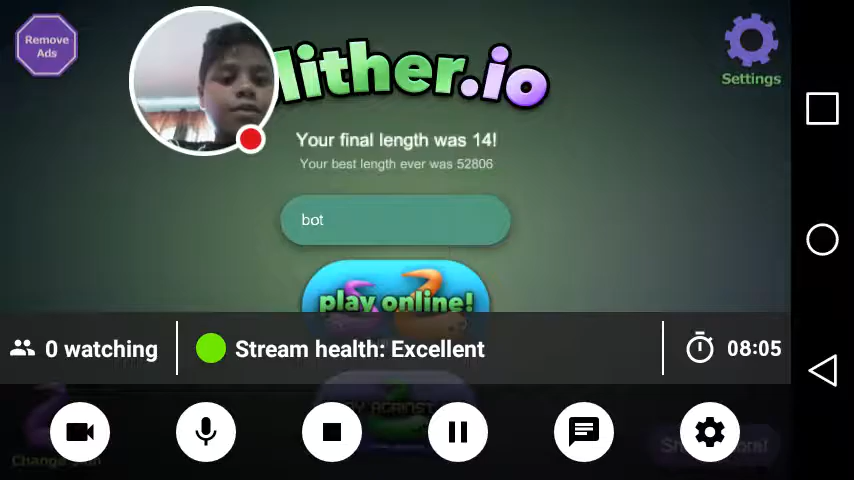 Remove
Ads
lither.io
Settings
Your final length was 14!
Your best length ever was 52806
bot
play online!
0 watching
Stream health: Excellent
08:05